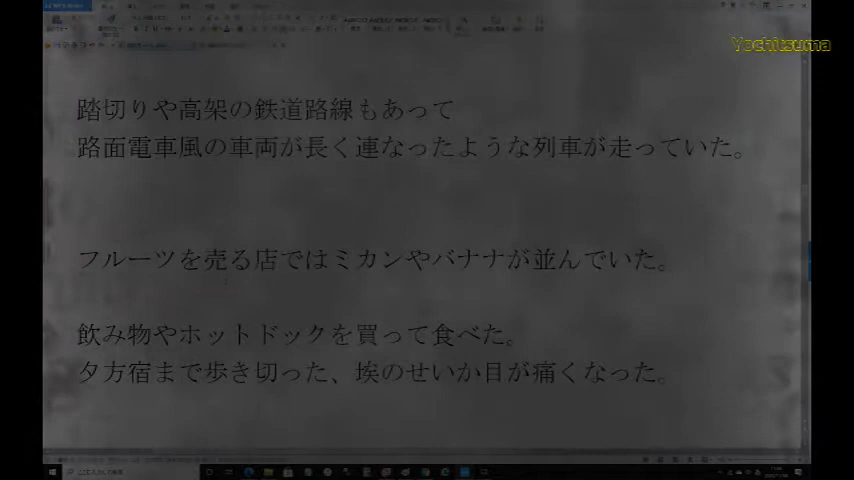 Yochitsuma
踏切りや高架の鉄道路線もあって
路面電車風の車両が長く連なったような列車が走っていた。
フルーツを売る店ではミカンやバナナが並んでいた。
飲み物やホットドックを買って食べた。
夕方宿まで歩き切った、埃のせいか目が痛くなった。